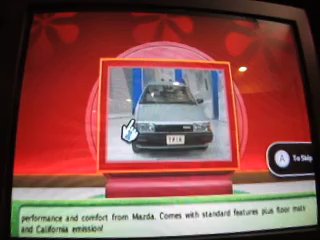 A To Skip
performance and comfort from Mazda. Comes with standard features plus floor mats
and California emission!